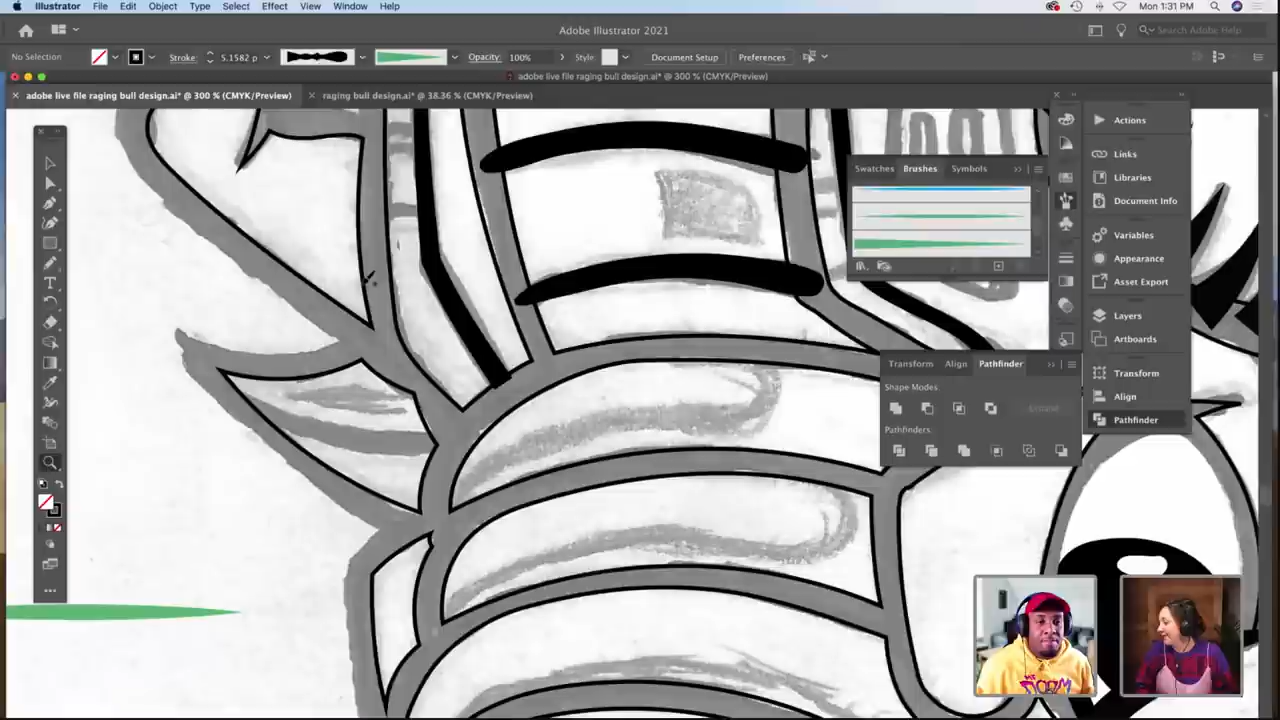 Illustrator File Edit Object Type Select Effect View Window Help
Mon 1:31 PM
Adobe Illustrator 2021
Search Adobe Help
No Selection Stroke: 5.1582 p Opacity: 100% Style Document Setup Preferences
adobe live file raging bull design.ai* @ 300 % (CMYK/Preview)
adobe live file raging bull design.ai* @ 300 % (CMYK/Preview)
raging bull design.ai* @ 38.36 % (CMYK/Preview)
Actions
Links
Libraries
Document Info
Variables
Appearance
Asset Export
Layers
Artboards
Transform
Align
Pathfinder
Swatches Brushes Symbols
Transform Align Pathfinder
Shape Modes:
Expand
Pathfinders: